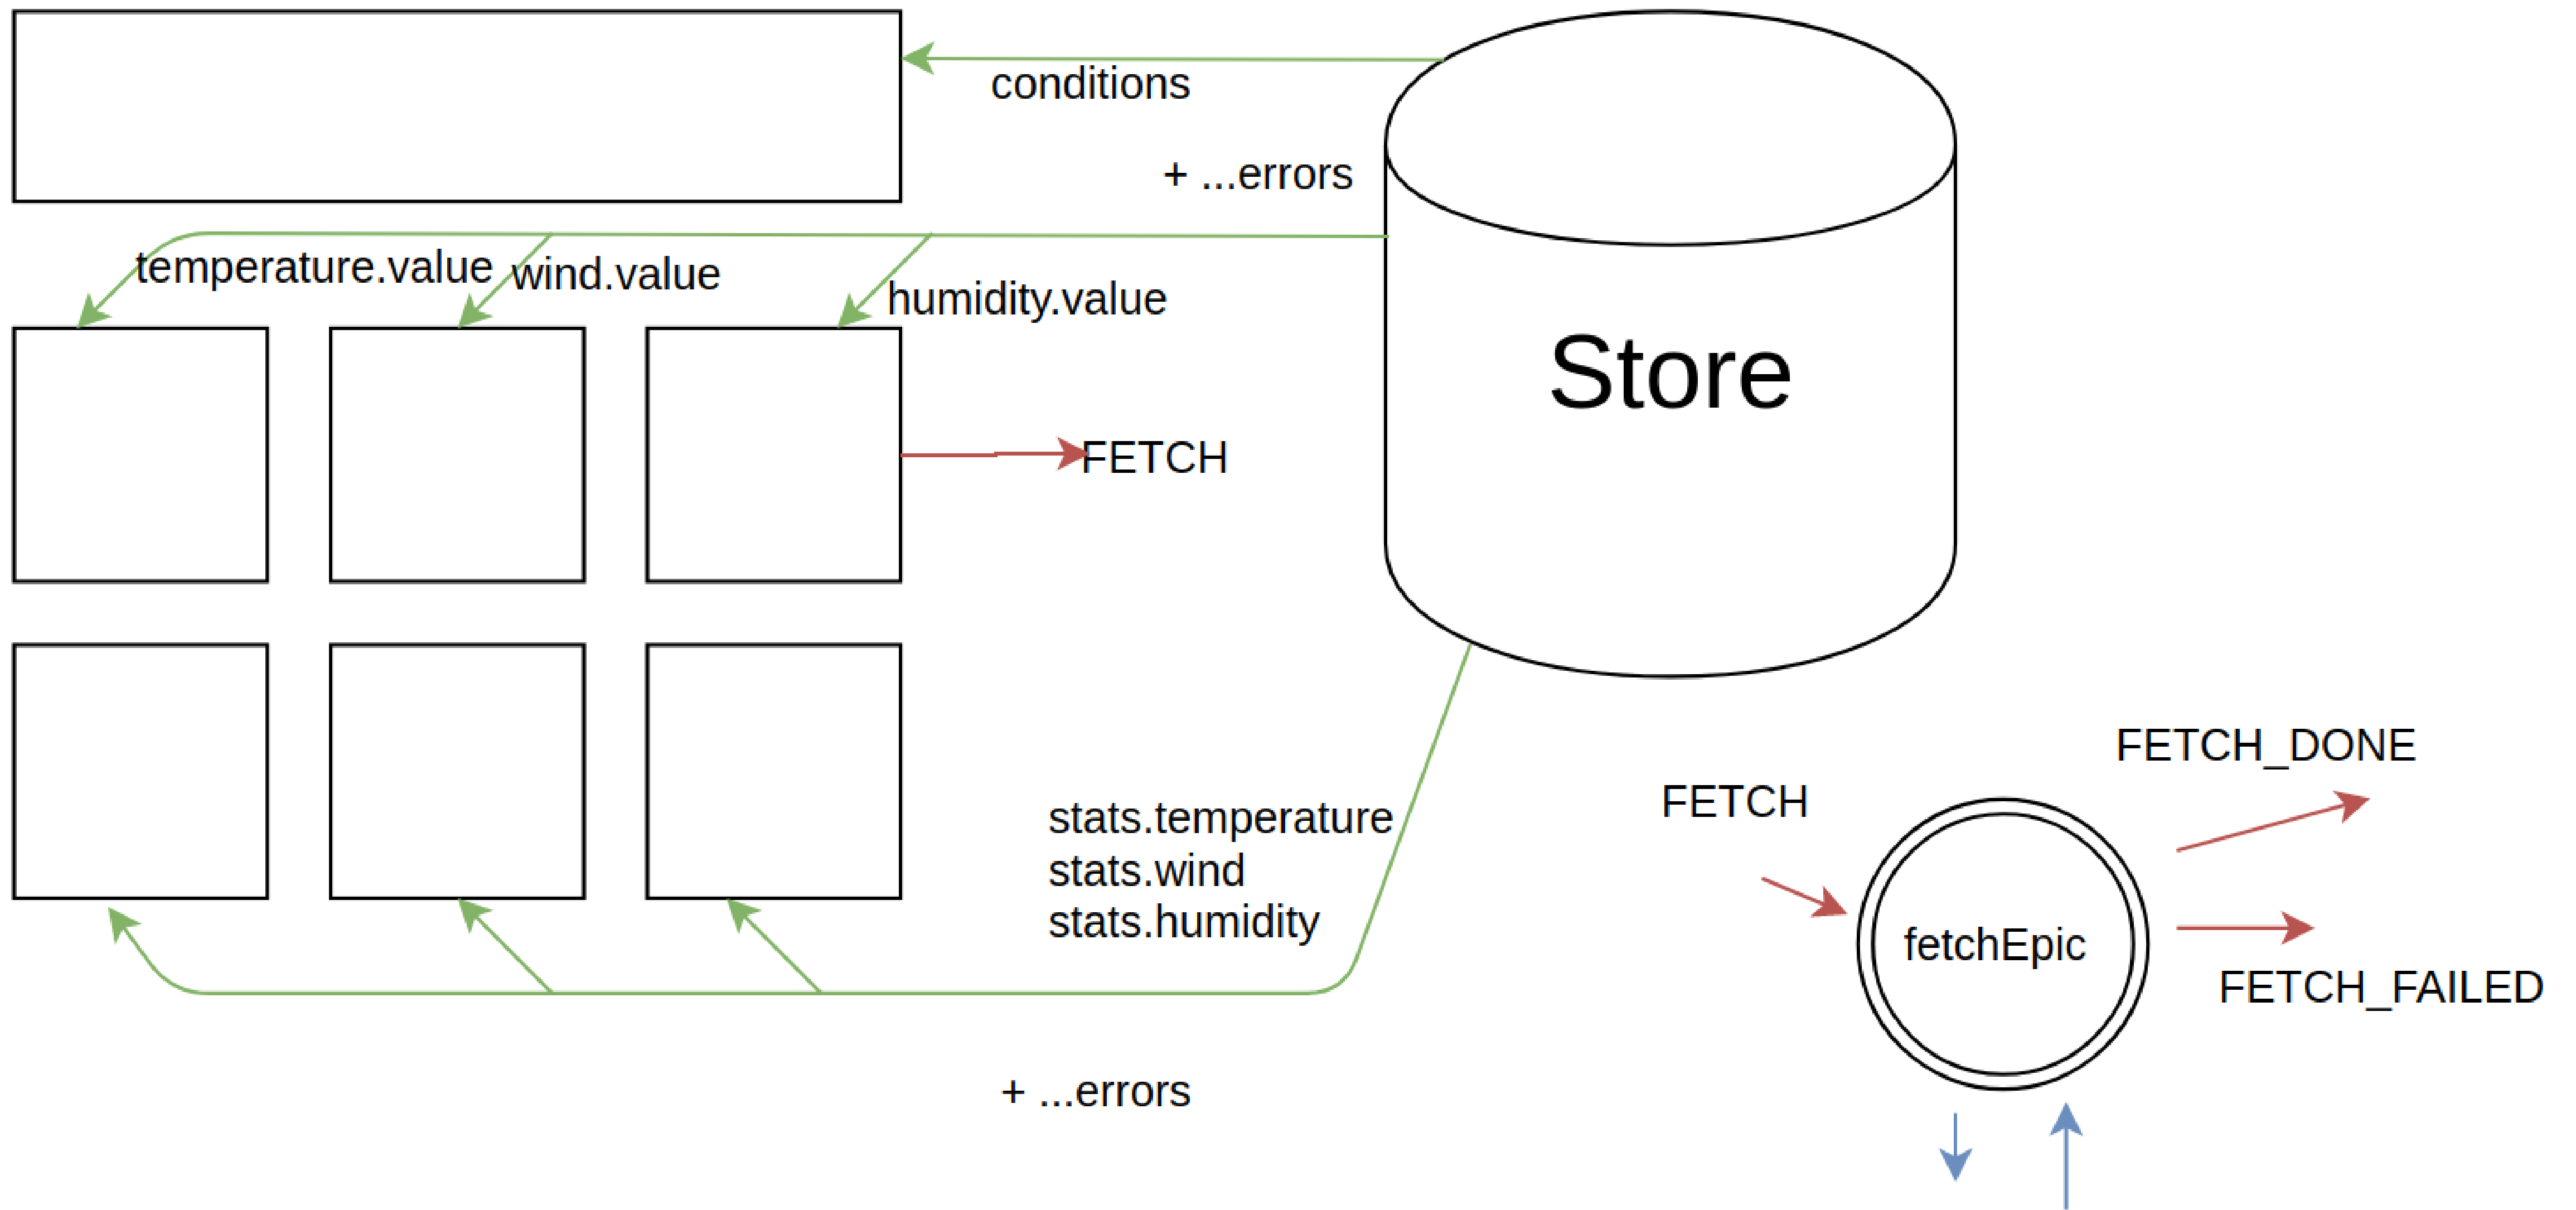 conditions
+ ...errors
temperature.value
wind.value
humidity.value
Store
FETCH
stats.temperature
stats.wind
stats.humidity
+ ...errors
FETCH
FETCH_DONE
fetchEpic
FETCH_FAILED